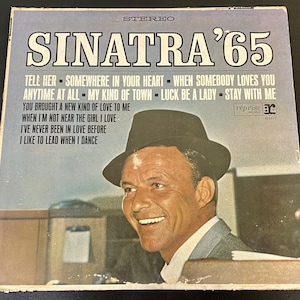 STEREO
SINATRA '65
TELL HER • SOMEWHERE IN YOUR HEART • WHEN SOMEBODY LOVES YOU
ANYTIME AT ALL • MY KIND OF TOWN • LUCK BE A LADY • STAY WITH ME
YOU BROUGHT A NEW KIND OF LOVE TO ME
WHEN I'M NOT NEAR THE GIRL I LOVE
I'VE NEVER BEEN IN LOVE BEFORE
I LIKE TO LEAD WHEN I DANCE
reprise